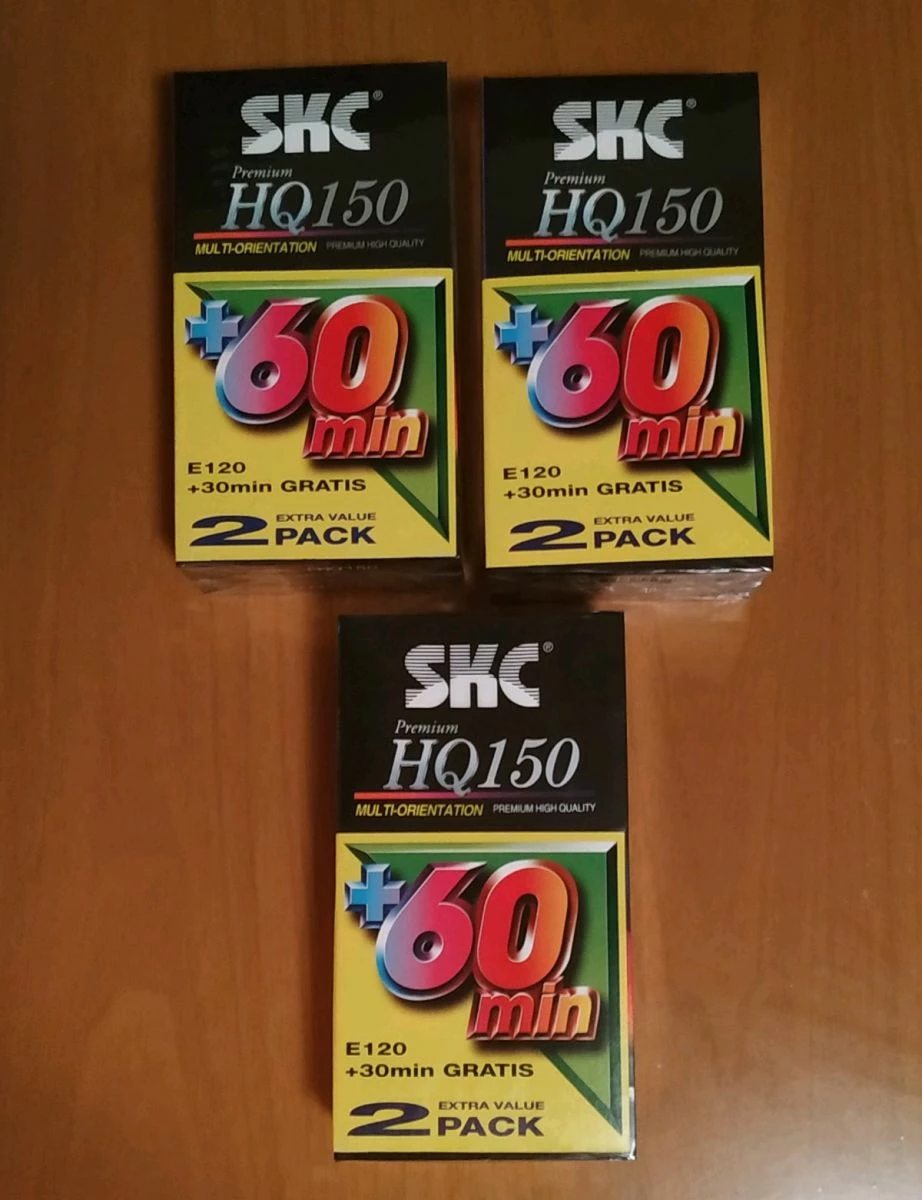 SKC®
Premium
HQ150
MULTI-ORIENTATION PREMIUM HIGH QUALITY
+60
min
E120
+30min GRATIS
2 EXTRA VALUE
PACK
SKC®
Premium
HQ150
MULTI-ORIENTATION PREMIUM HIGH QUALITY
+60
min
E120
+30min GRATIS
2 EXTRA VALUE
PACK
SKC®
Premium
HQ150
MULTI-ORIENTATION PREMIUM HIGH QUALITY
+60
min
E120
+30min GRATIS
2 EXTRA VALUE
PACK